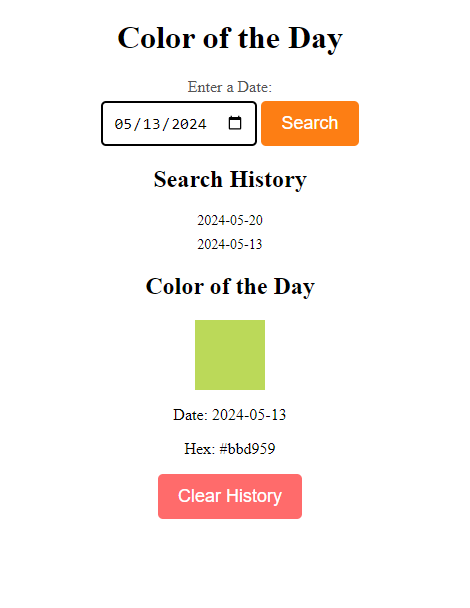 Color of the Day
Enter a Date:
05/13/2024 Search
Search History
2024-05-20
2024-05-13
Color of the Day
Date: 2024-05-13
Hex: #bbd959
Clear History